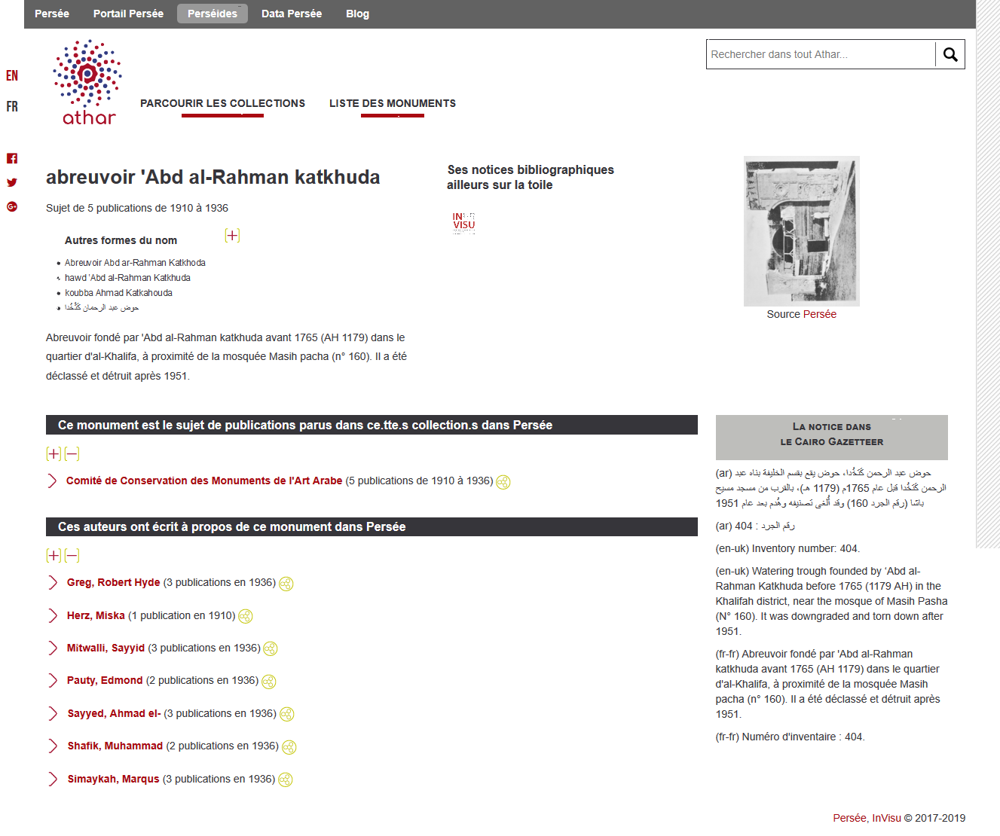 Persée Portail Persée Perséides Data Persée Blog
EN
FR
athar
PARCOURIR LES COLLECTIONS LISTE DES MONUMENTS
Rechercher dans tout Athar...
abreuvoir 'Abd al-Rahman katkhuda
Sujet de 5 publications de 1910 à 1936
Autres formes du nom
Abreuvoir Abd ar-Rahman Katkhoda
hawd 'Abd al-Rahman Katkhuda
koubba Ahmad Katkahouda
حوض عبد الرحمان كَتْخُدا
Abreuvoir fondé par 'Abd al-Rahman katkhuda avant 1765 (AH 1179) dans le
quartier d'al-Khalifa, à proximité de la mosquée Masih pacha (n° 160). Il a été
déclassé et détruit après 1951.
Ses notices bibliographiques
ailleurs sur la toile
IN
VISU
Source Persée
Ce monument est le sujet de publications parus dans ce.tte.s collection.s dans Persée
Comité de Conservation des Monuments de l'Art Arabe (5 publications de 1910 à 1936)
Ces auteurs ont écrit à propos de ce monument dans Persée
Greg, Robert Hyde (3 publications en 1936)
Herz, Miska (1 publication en 1910)
Mitwalli, Sayyid (3 publications en 1936)
Pauty, Edmond (2 publications en 1936)
Sayyed, Ahmad el- (3 publications en 1936)
Shafik, Muhammad (2 publications en 1936)
Simaykah, Marqus (3 publications en 1936)
La notice dans
le Cairo Gazetteer
(ar) حوض عبد الرحمن كَتْخُدا، حوض يقع بقسم الخليفة بناه عبد
الرحمن كَتْخُدا قبل عام 1765م (1179 هـ)، بالقرب من مسجد مسيح
باشا (رقم الجرد 160) وقد أُلغى تصنيفه وهُدم بعد عام 1951
(ar) رقم الجرد : 404
(en-uk) Inventory number: 404.
(en-uk) Watering trough founded by ‘Abd al-
Rahman Katkhuda before 1765 (1179 AH) in the
Khalifah district, near the mosque of Masih Pasha
(N° 160). It was downgraded and torn down after
1951.
(fr-fr) Abreuvoir fondé par 'Abd al-Rahman
katkhuda avant 1765 (AH 1179) dans le quartier
d'al-Khalifa, à proximité de la mosquée Masih
pacha (n° 160). Il a été déclassé et détruit après
1951.
(fr-fr) Numéro d'inventaire : 404.
Persée, InVisu © 2017-2019